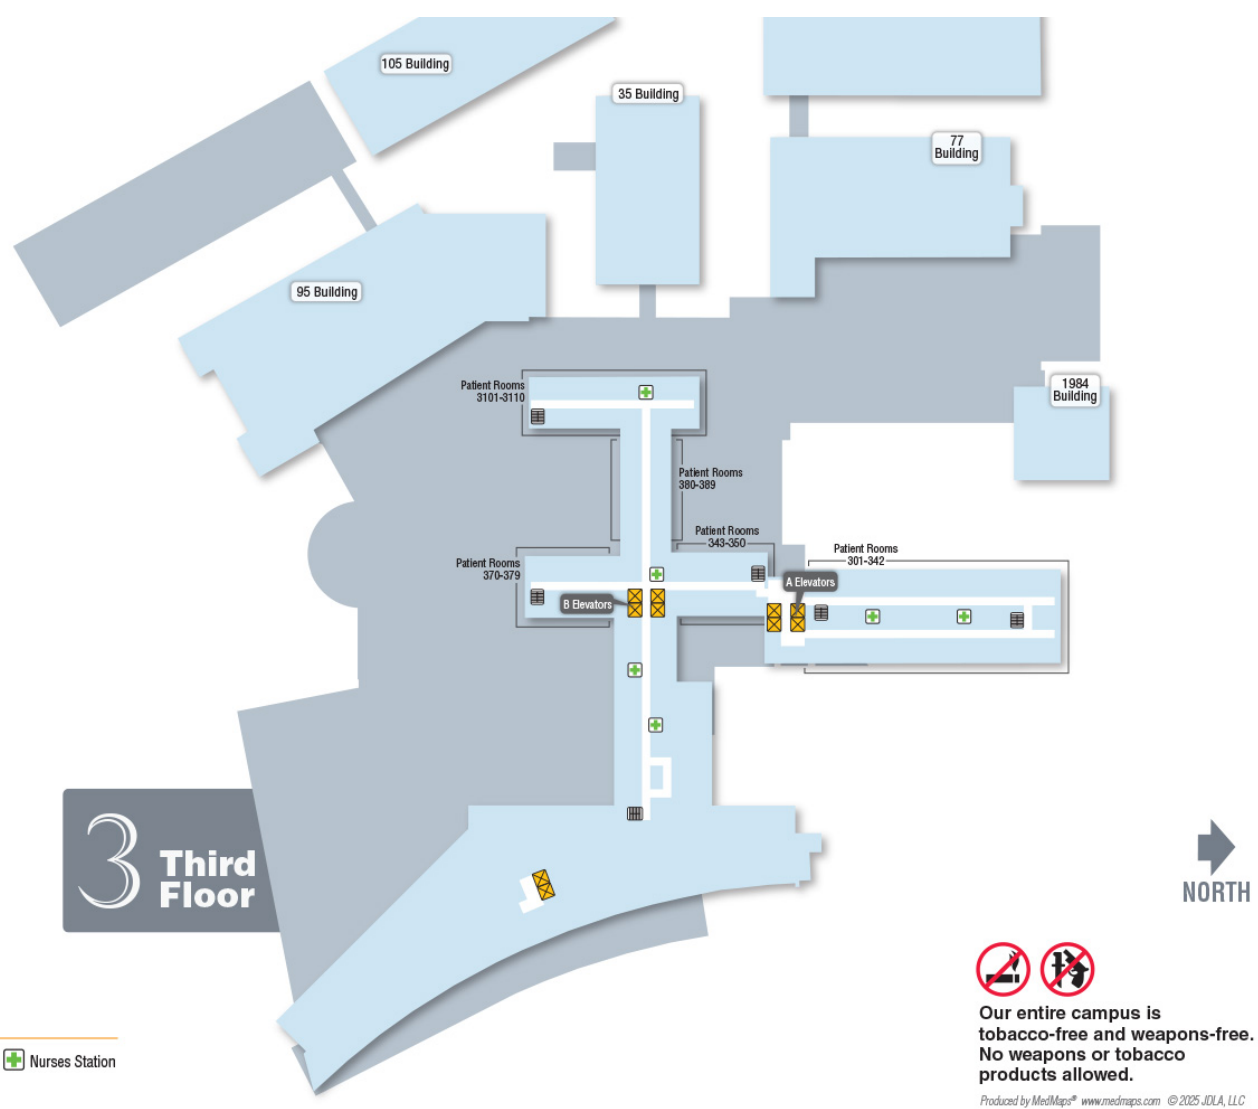 105 Building
35 Building
77
Building
95 Building
1984
Building
Patient Rooms
3101-3110
Patient Rooms
380-389
Patient Rooms
343-350
Patient Rooms
301-342
Patient Rooms
370-379
A Elevators
B Elevators
3 Third
Floor
NORTH
Our entire campus is
tobacco-free and weapons-free.
No weapons or tobacco
products allowed.
Nurses Station
Produced by MedMaps® www.medmaps.com © 2025 JDLA, LLC